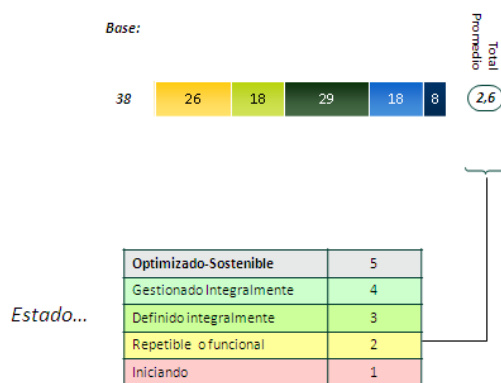 Base:
Total
Promedio
38 26 18 29 18 8 2,6
Optimizado-Sostenible 5
Gestionado Integralmente 4
Estado... Definido integralmente 3
Repetible o funcional 2
Iniciando 1